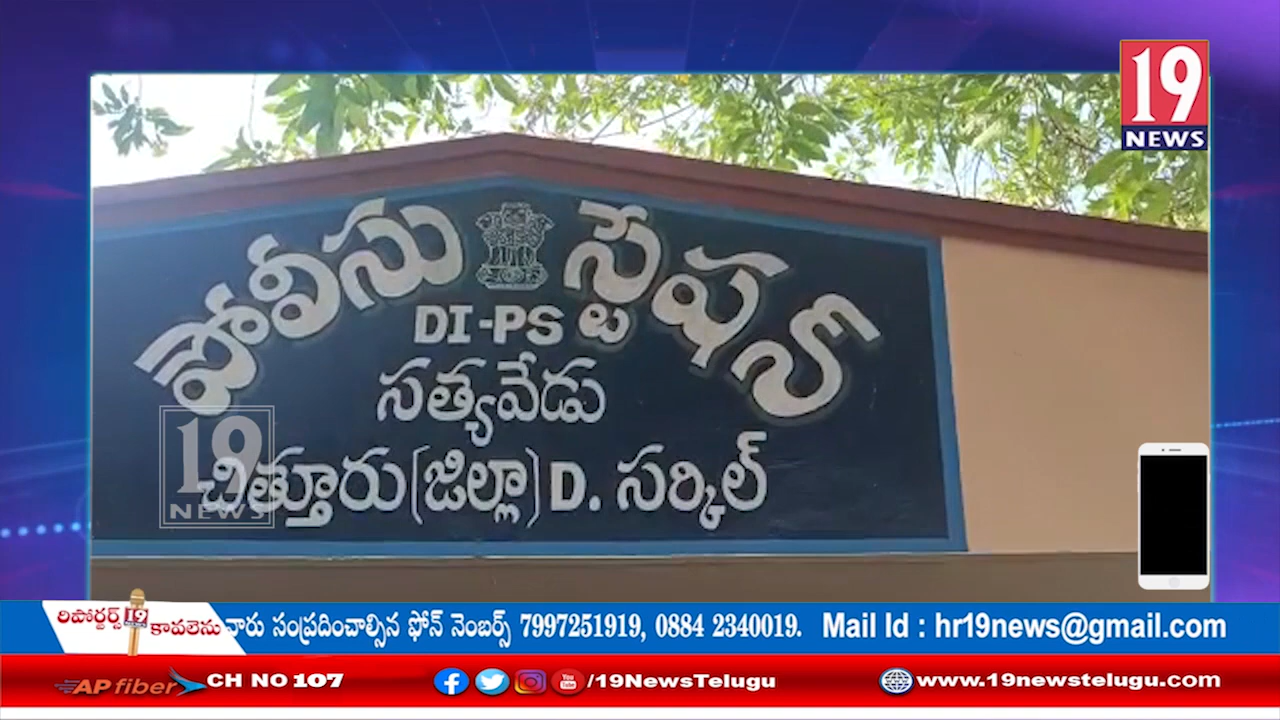 19
NEWS
పోలీసు స్టేషన్
DI-PS
సత్యవేడు
చిత్తూరు(జిల్లా)D. సర్కిల్
19
NEWS
రిపోర్టర్స్ 19
కావలెను వారు సంప్రదించాల్సిన ఫోన్ నెంబర్స్ 7997251919, 0884 2340019. Mail Id : hr19news@gmail.com
AP fiber CH NO 107 /19NewsTelugu www.19newstelugu.com